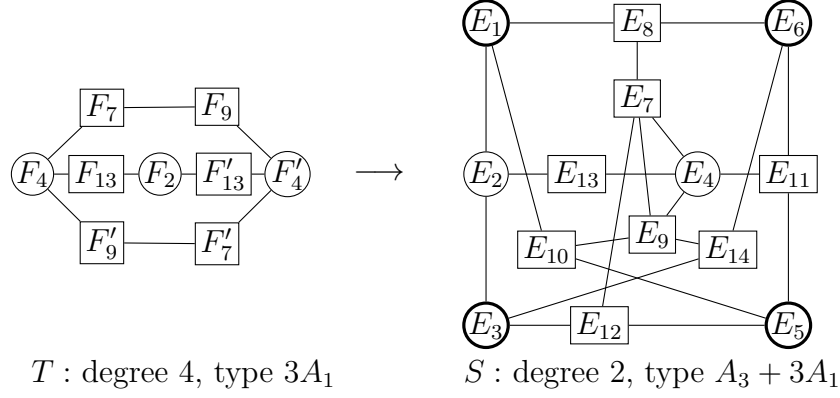 E₁ E₈ E₆
F₇ F₉ E₇
F₄ F₁₃ F₂ F′₁₃ F′₄ ⟶ E₂ E₁₃ E₄ E₁₁
F′₉ F′₇ E₁₀ E₉ E₁₄
E₃ E₁₂ E₅
T : degree 4, type 3A₁ S : degree 2, type A₃ + 3A₁